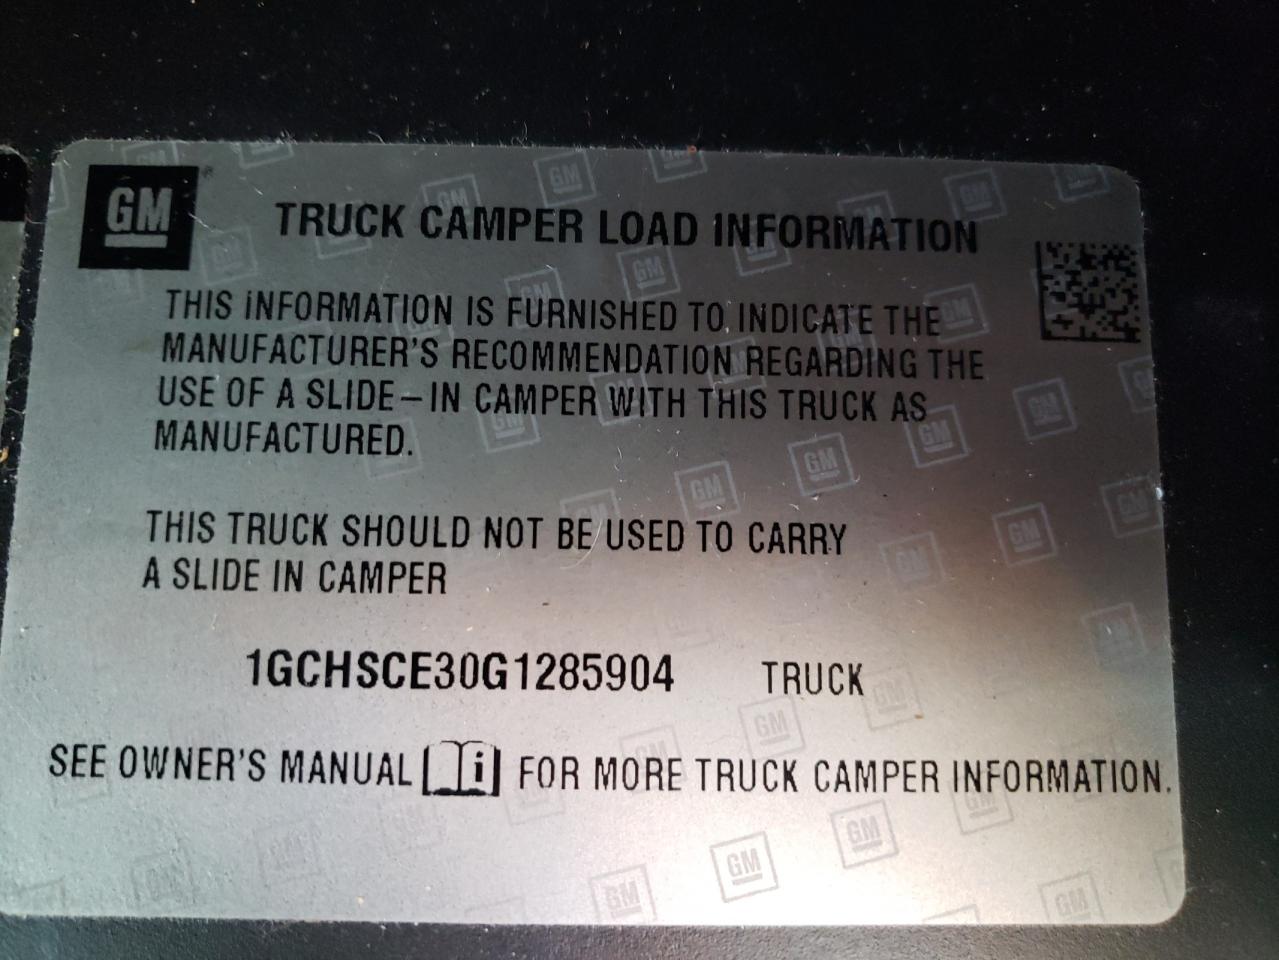 GM
TRUCK CAMPER LOAD INFORMATION
THIS INFORMATION IS FURNISHED TO INDICATE THE
MANUFACTURER'S RECOMMENDATION REGARDING THE
USE OF A SLIDE–IN CAMPER WITH THIS TRUCK AS
MANUFACTURED.
THIS TRUCK SHOULD NOT BE USED TO CARRY
A SLIDE IN CAMPER
1GCHSCE30G1285904 TRUCK
SEE OWNER'S MANUAL i FOR MORE TRUCK CAMPER INFORMATION.